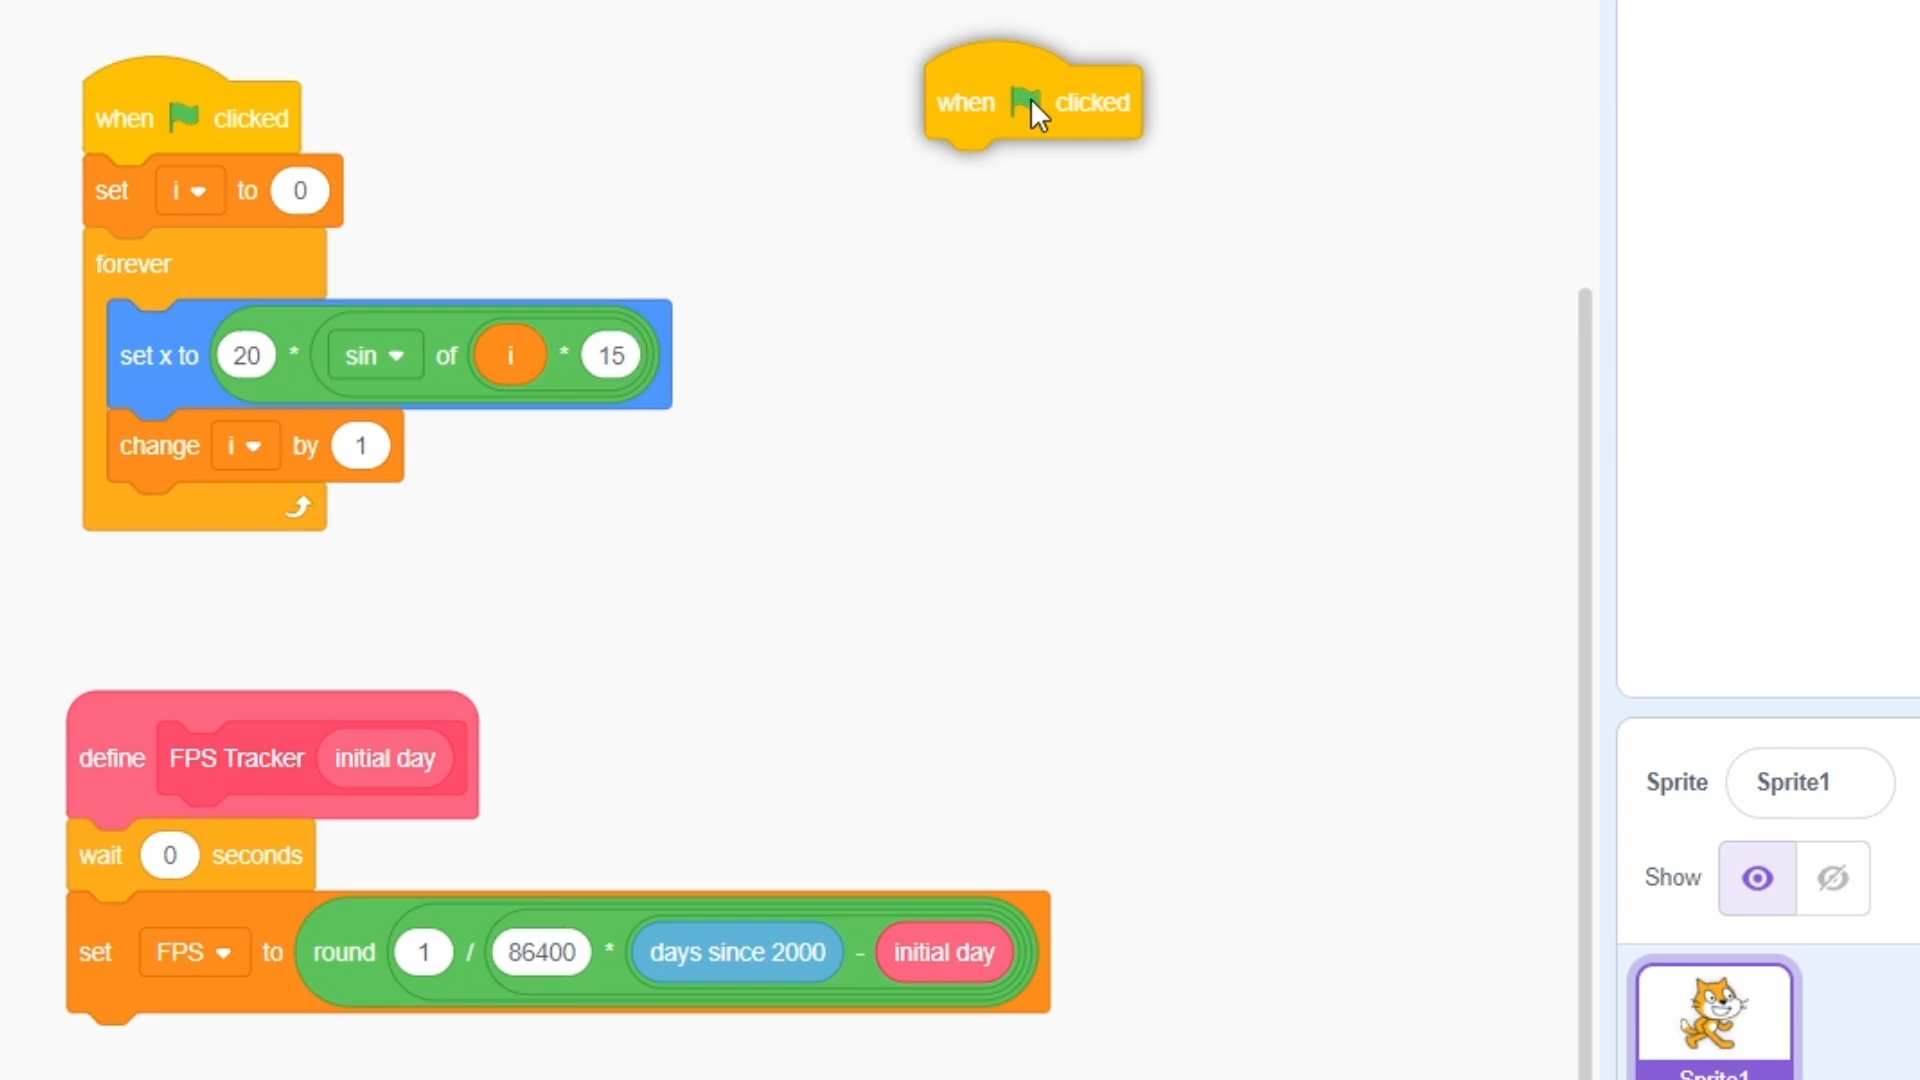 when clicked
set i to 0
forever
set x to 20 * sin of i * 15
change i by 1
when clicked
define FPS Tracker initial day
wait 0 seconds
set FPS to round 1 / 86400 * days since 2000 - initial day
Sprite Sprite1
Show
Sprite1